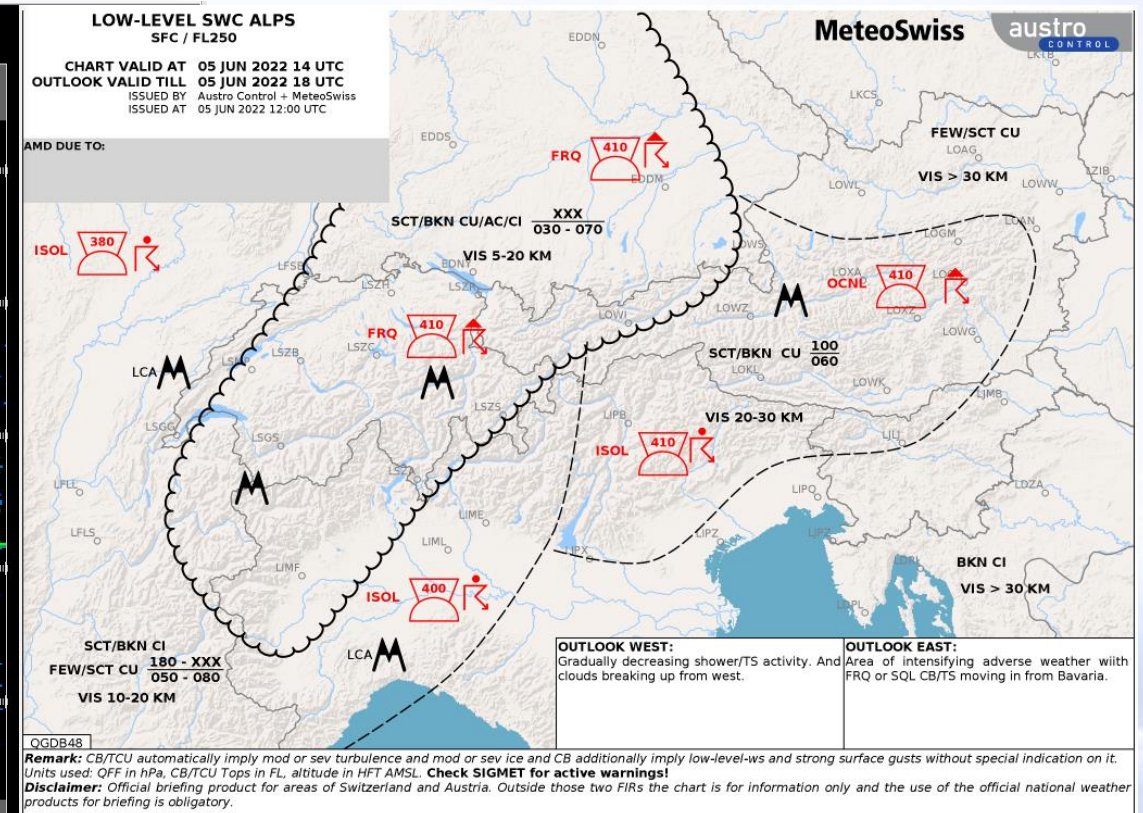 LOW-LEVEL SWC ALPS
SFC / FL250
CHART VALID AT 05 JUN 2022 14 UTC
OUTLOOK VALID TILL 05 JUN 2022 18 UTC
ISSUED BY Austro Control + MeteoSwiss
ISSUED AT 05 JUN 2022 12:00 UTC
AMD DUE TO:
MeteoSwiss
austro
CONTROL
EDDN
LKTB
LKCS
EDDS
FRQ 410
EDDM
FEW/SCT CU
LOAG
VIS > 30 KM
LOWL
LOWW
LZIB
SCT/BKN CU/AC/CI XXX
030 - 070
VIS 5-20 KM
ISOL 380
LFSB
EDNY
LSZH
LSZR
LOWS
LOGM
LOAN
LOXA
OCNL 410
LOXZ
LOWG
FRQ 410
LSZC
LSZB
LOWI
LOWZ
LCA
SCT/BKN CU 100
060
LOKL
LOWK
LJMB
LSGG
LSGS
LSZS
LIPB
VIS 20-30 KM
LJLJ
ISOL 410
LSZA
LFLL
LIPQ
LDZA
LIME
LFLS
LIML
LIPX
LIPZ
LIMF
BKN CI
VIS > 30 KM
ISOL 400
LDPL
SCT/BKN CI
FEW/SCT CU 180 - XXX
050 - 080
VIS 10-20 KM
LCA
OUTLOOK WEST:
Gradually decreasing shower/TS activity. And
clouds breaking up from west.
OUTLOOK EAST:
Area of intensifying adverse weather wiith
FRQ or SQL CB/TS moving in from Bavaria.
QGDB48
Remark: CB/TCU automatically imply mod or sev turbulence and mod or sev ice and CB additionally imply low-level-ws and strong surface gusts without special indication on it.
Units used: QFF in hPa, CB/TCU Tops in FL, altitude in HFT AMSL. Check SIGMET for active warnings!
Disclaimer: Official briefing product for areas of Switzerland and Austria. Outside those two FIRs the chart is for information only and the use of the official national weather
products for briefing is obligatory.